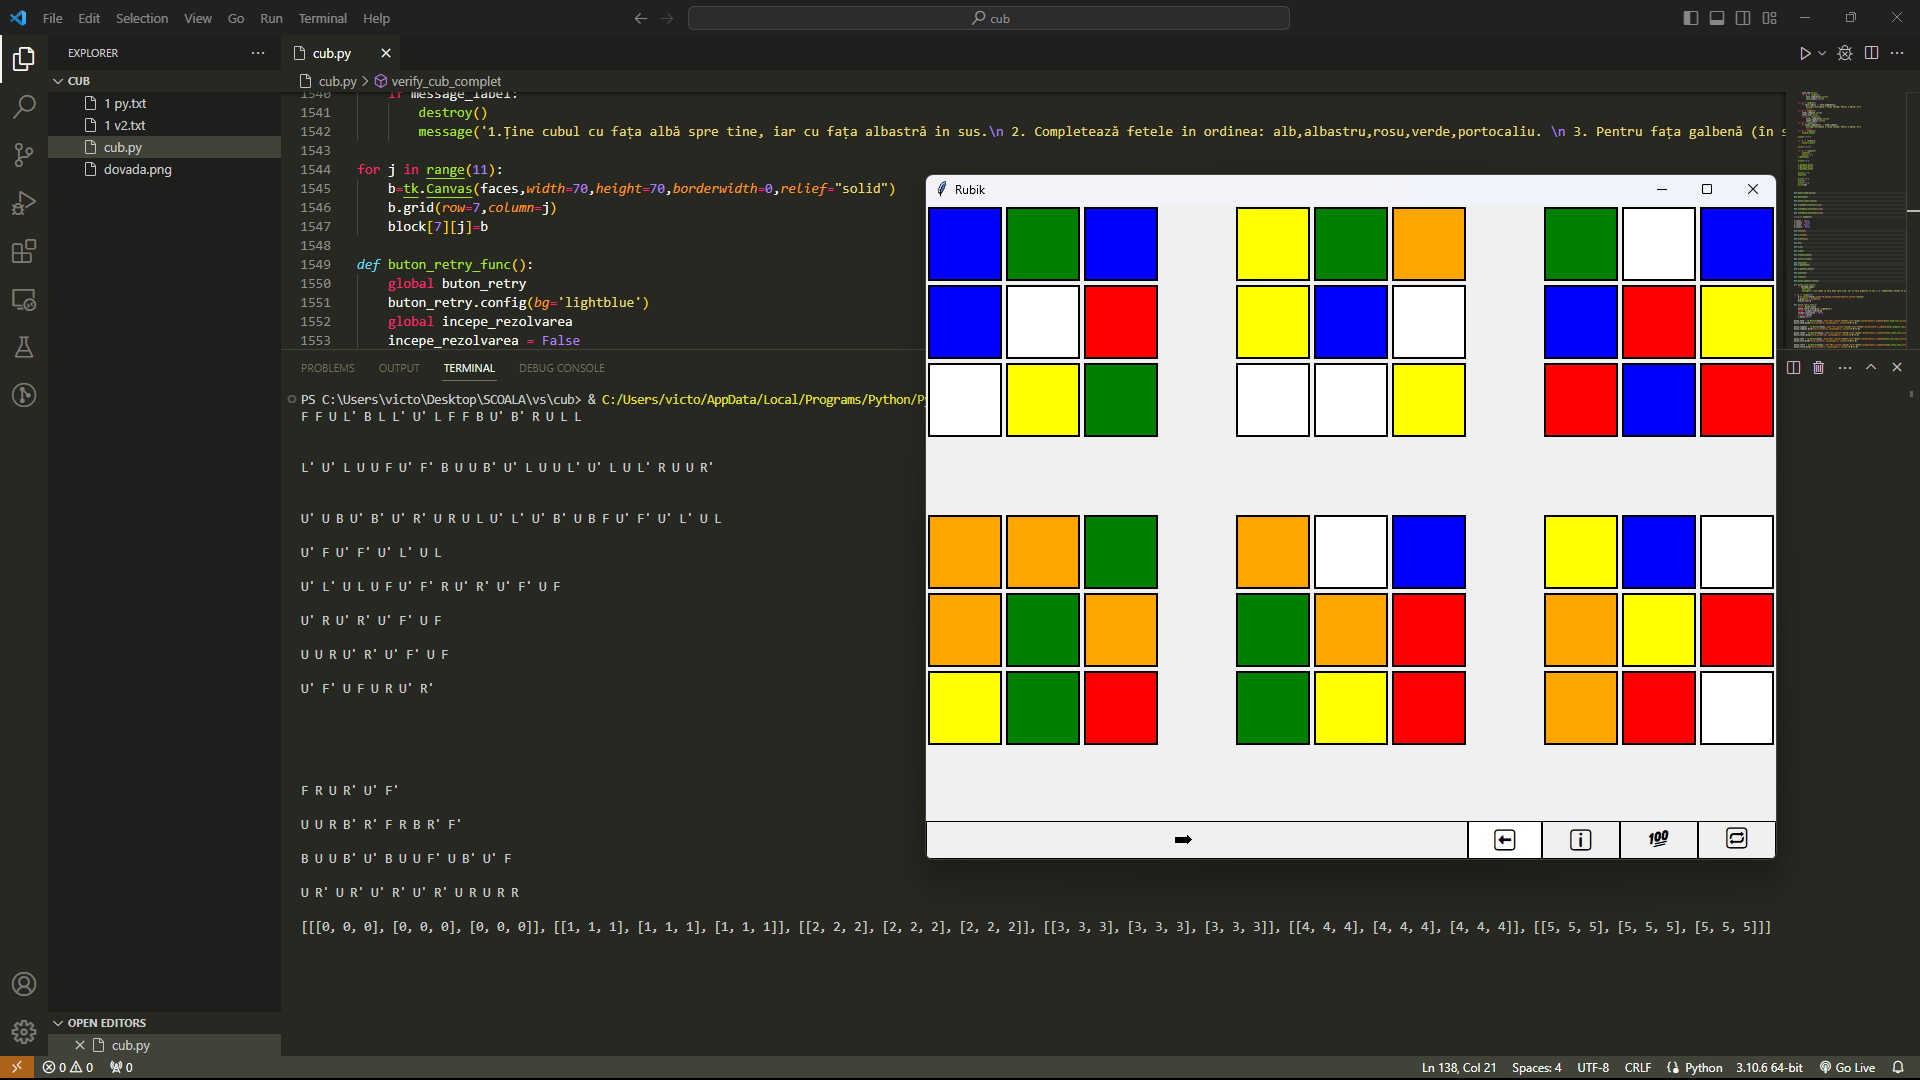 File Edit Selection View Go Run Terminal Help
cub
EXPLORER
CUB
1 py.txt
1 v2.txt
cub.py
dovada.png
OPEN EDITORS
cub.py
cub.py
cub.py > verify_cub_complet
1540 if message_label:
1541 destroy()
1542 message('1.Ține cubul cu fața albă spre tine, iar cu fața albastră in sus.\n 2. Completează fetele in ordinea: alb,albastru,rosu,verde,portocaliu. \n 3. Pentru fața galbenă (în s
1543
1544 for j in range(11):
1545 b=tk.Canvas(faces,width=70,height=70,borderwidth=0,relief="solid")
1546 b.grid(row=7,column=j)
1547 block[7][j]=b
1548
1549 def buton_retry_func():
1550 global buton_retry
1551 buton_retry.config(bg='lightblue')
1552 global incepe_rezolvarea
1553 incepe_rezolvarea = False
PROBLEMS OUTPUT TERMINAL DEBUG CONSOLE
PS C:\Users\victo\Desktop\SCOALA\vs\cub> & C:/Users/victo/AppData/Local/Programs/Python/Py
F F U L' B L L' U' L F F B U' B' R U L L
L' U' L U U F U' F' B U U B' U' L U U L' U' L U L' R U U R'
U' U B U' B' U' R' U R U L U' L' U' B' U B F U' F' U' L' U L
U' F U' F' U' L' U L
U' L' U L U F U' F' R U' R' U' F' U F
U' R U' R' U' F' U F
U U R U' R' U' F' U F
U' F' U F U R U' R'
F R U R' U' F'
U U R B' R' F R B R' F'
B U U B' U' B U U F' U B' U' F
U R' U R' U' R' U' R' U R U R R
[[[0, 0, 0], [0, 0, 0], [0, 0, 0]], [[1, 1, 1], [1, 1, 1], [1, 1, 1]], [[2, 2, 2], [2, 2, 2], [2, 2, 2]], [[3, 3, 3], [3, 3, 3], [3, 3, 3]], [[4, 4, 4], [4, 4, 4], [4, 4, 4]], [[5, 5, 5], [5, 5, 5], [5, 5, 5]]]
Rubik
100
0 0 0
Ln 138, Col 21 Spaces: 4 UTF-8 CRLF Python 3.10.6 64-bit Go Live